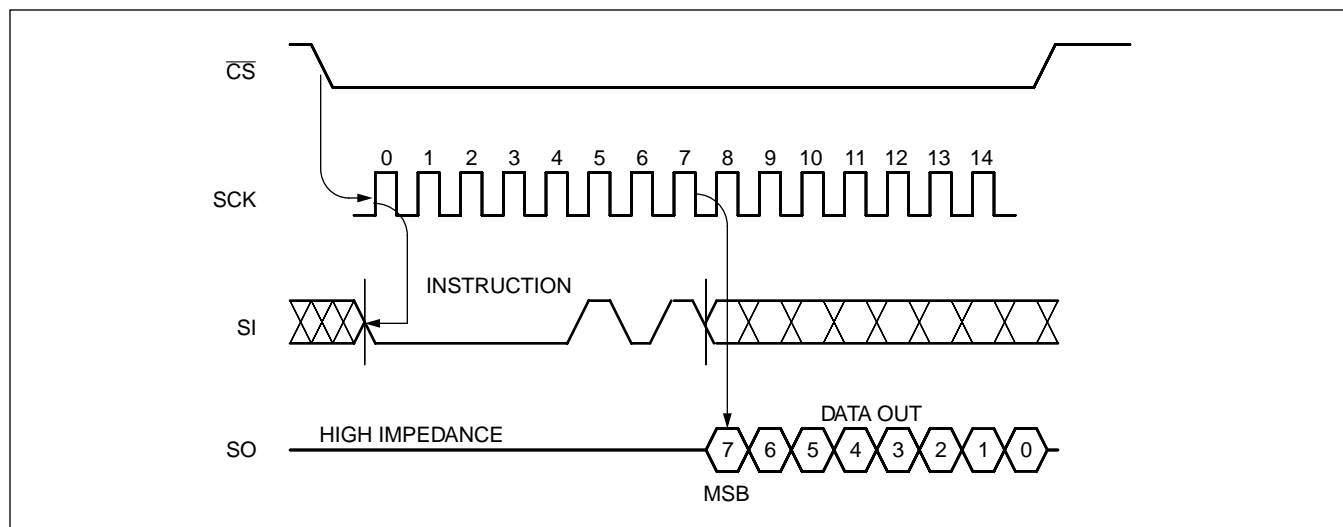 CS
SCK
0 1 2 3 4 5 6 7 8 9 10 11 12 13 14
INSTRUCTION
SI
DATA OUT
HIGH IMPEDANCE
SO
7 6 5 4 3 2 1 0
MSB